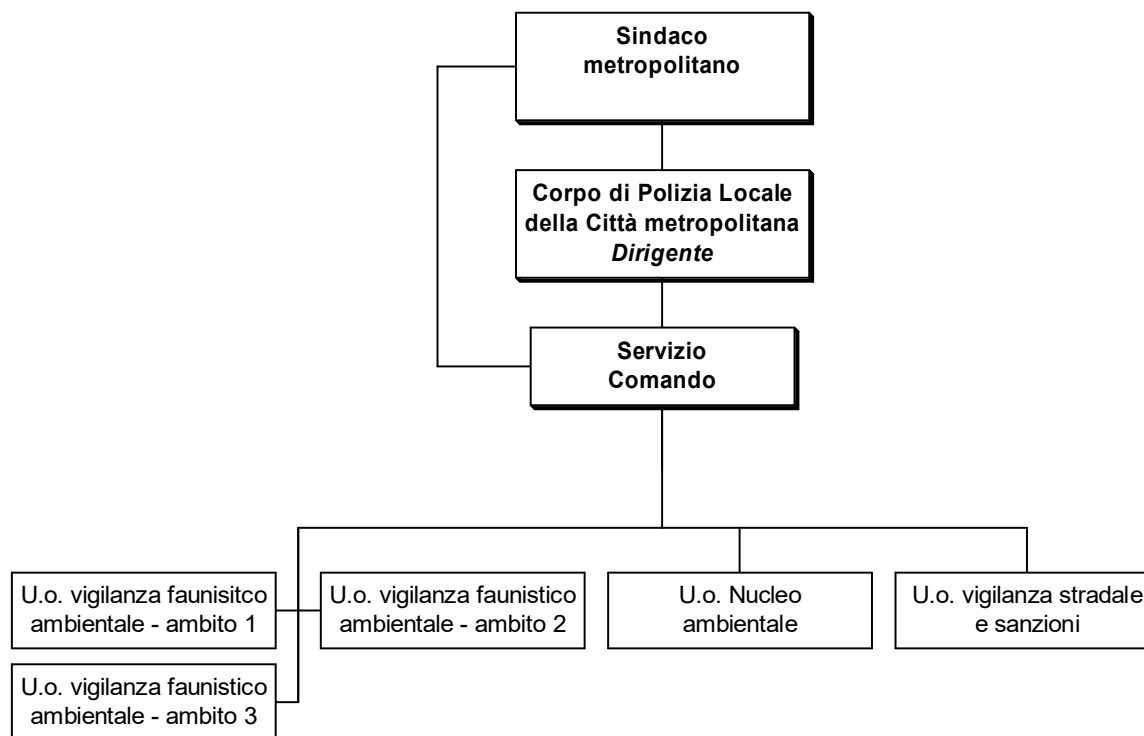 Sindaco
metropolitano
Corpo di Polizia Locale
della Città metropolitana
Dirigente
Servizio
Comando
U.o. vigilanza faunisitco
ambientale - ambito 1
U.o. vigilanza faunistico
ambientale - ambito 2
U.o. Nucleo
ambientale
U.o. vigilanza stradale
e sanzioni
U.o. vigilanza faunistico
ambientale - ambito 3